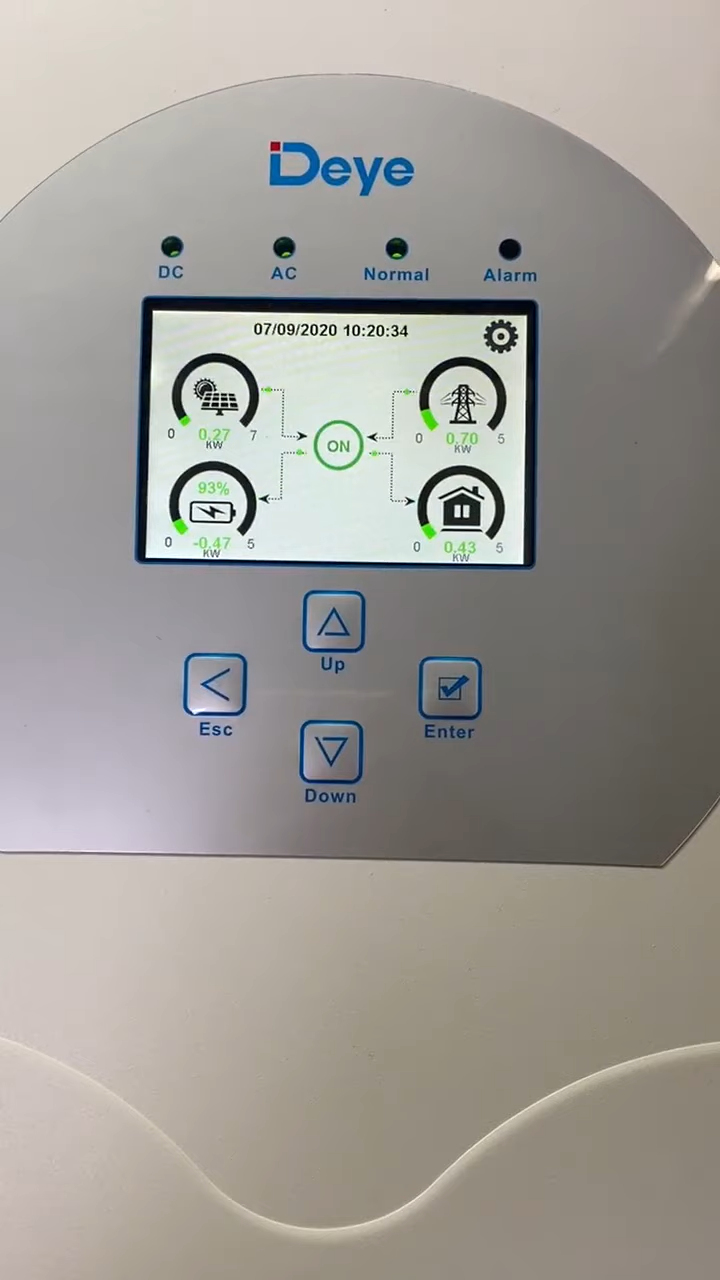 Deye
DC AC Normal Alarm
07/09/2020 10:20:34
0 0.27 7
KW
0 0.70 5
KW
ON
93%
0 -0.47 5
KW
0 0.43 5
KW
Up
Esc
Enter
Down